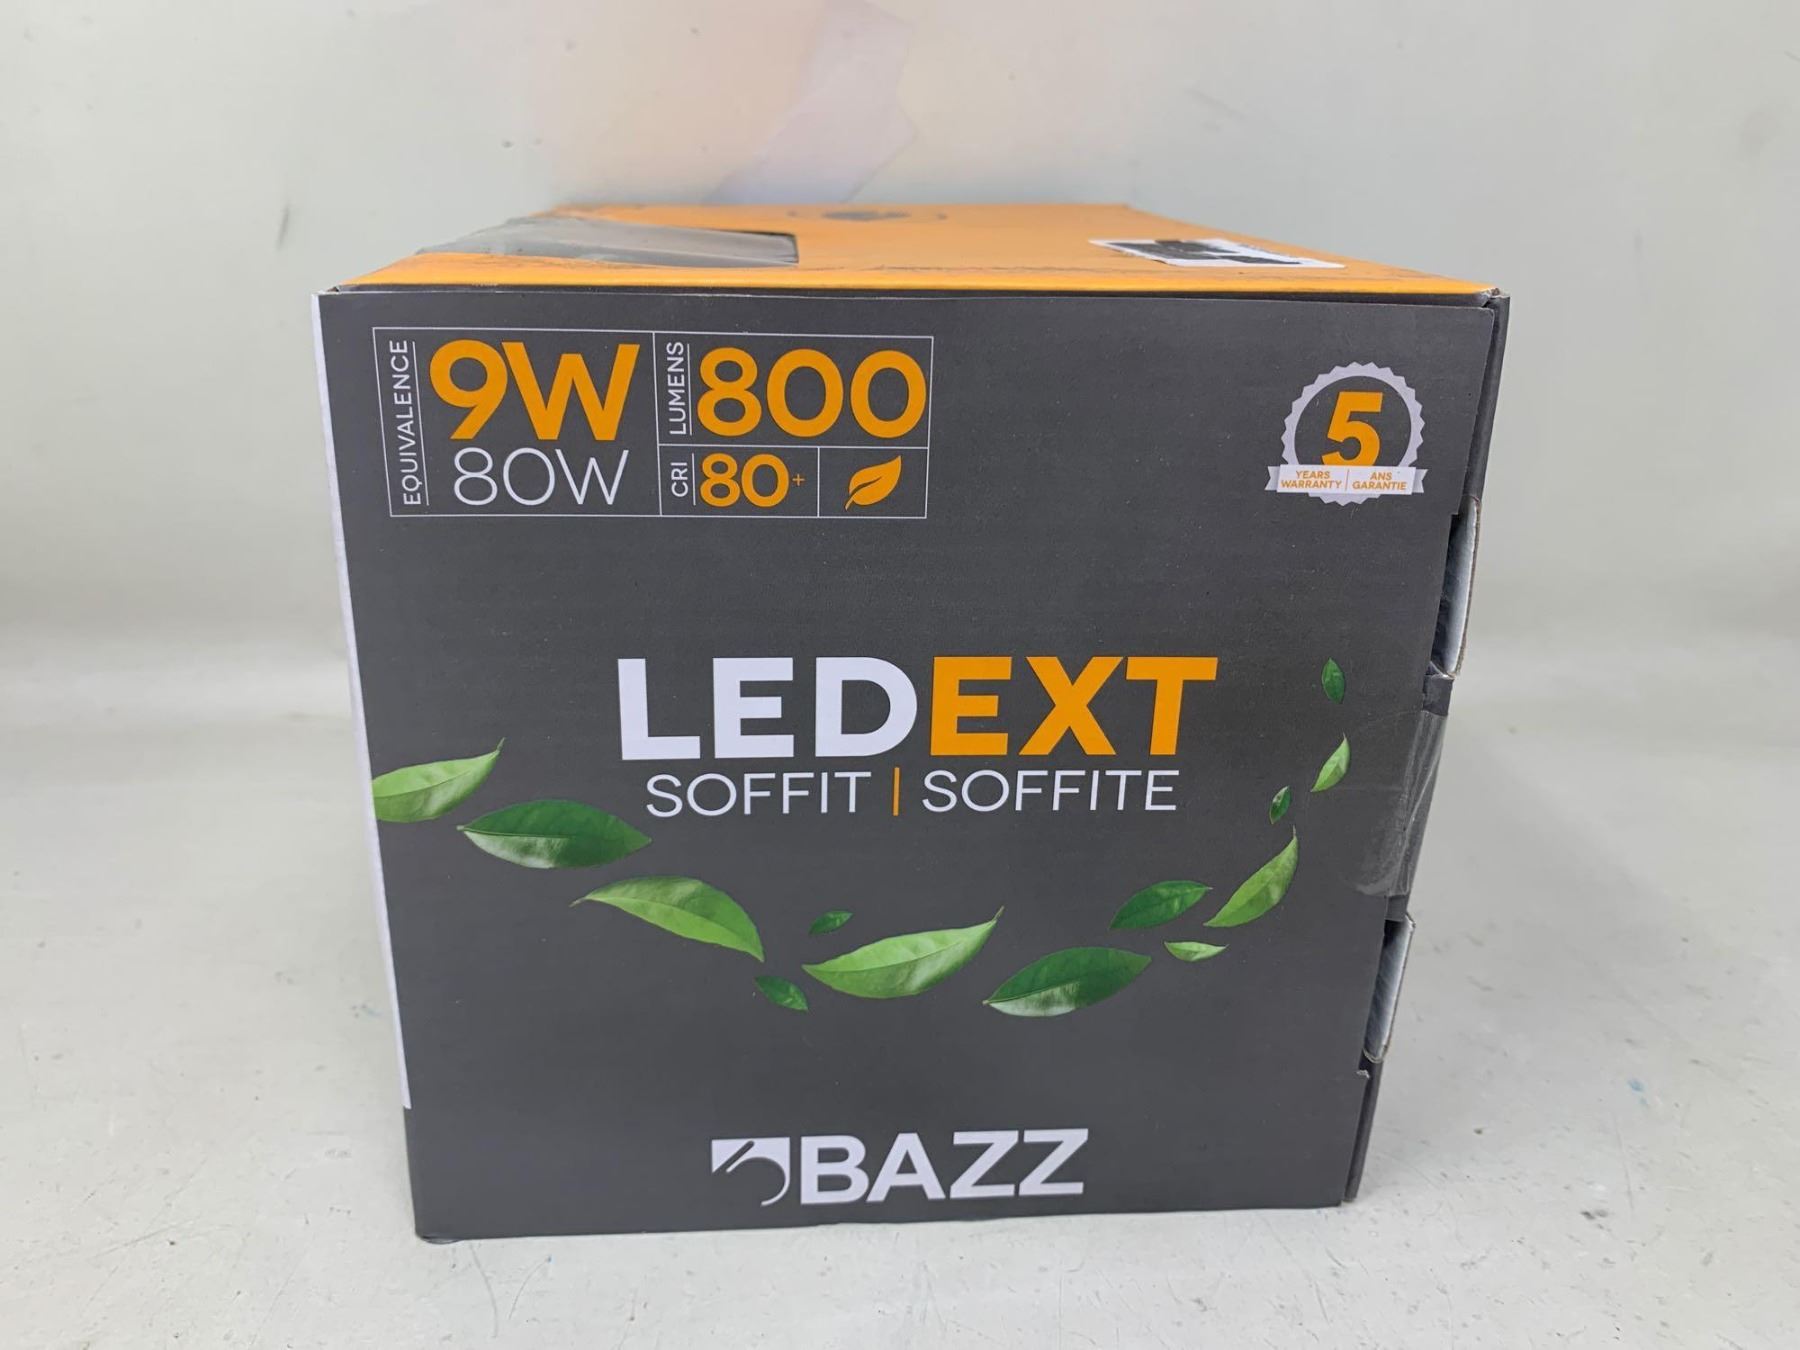 EQUIVALENCE
9W
80W
LUMENS
800
CRI
80+
5
YEARS WARRANTY | ANS GARANTIE
LEDEXT
SOFFIT | SOFFITE
BAZZ